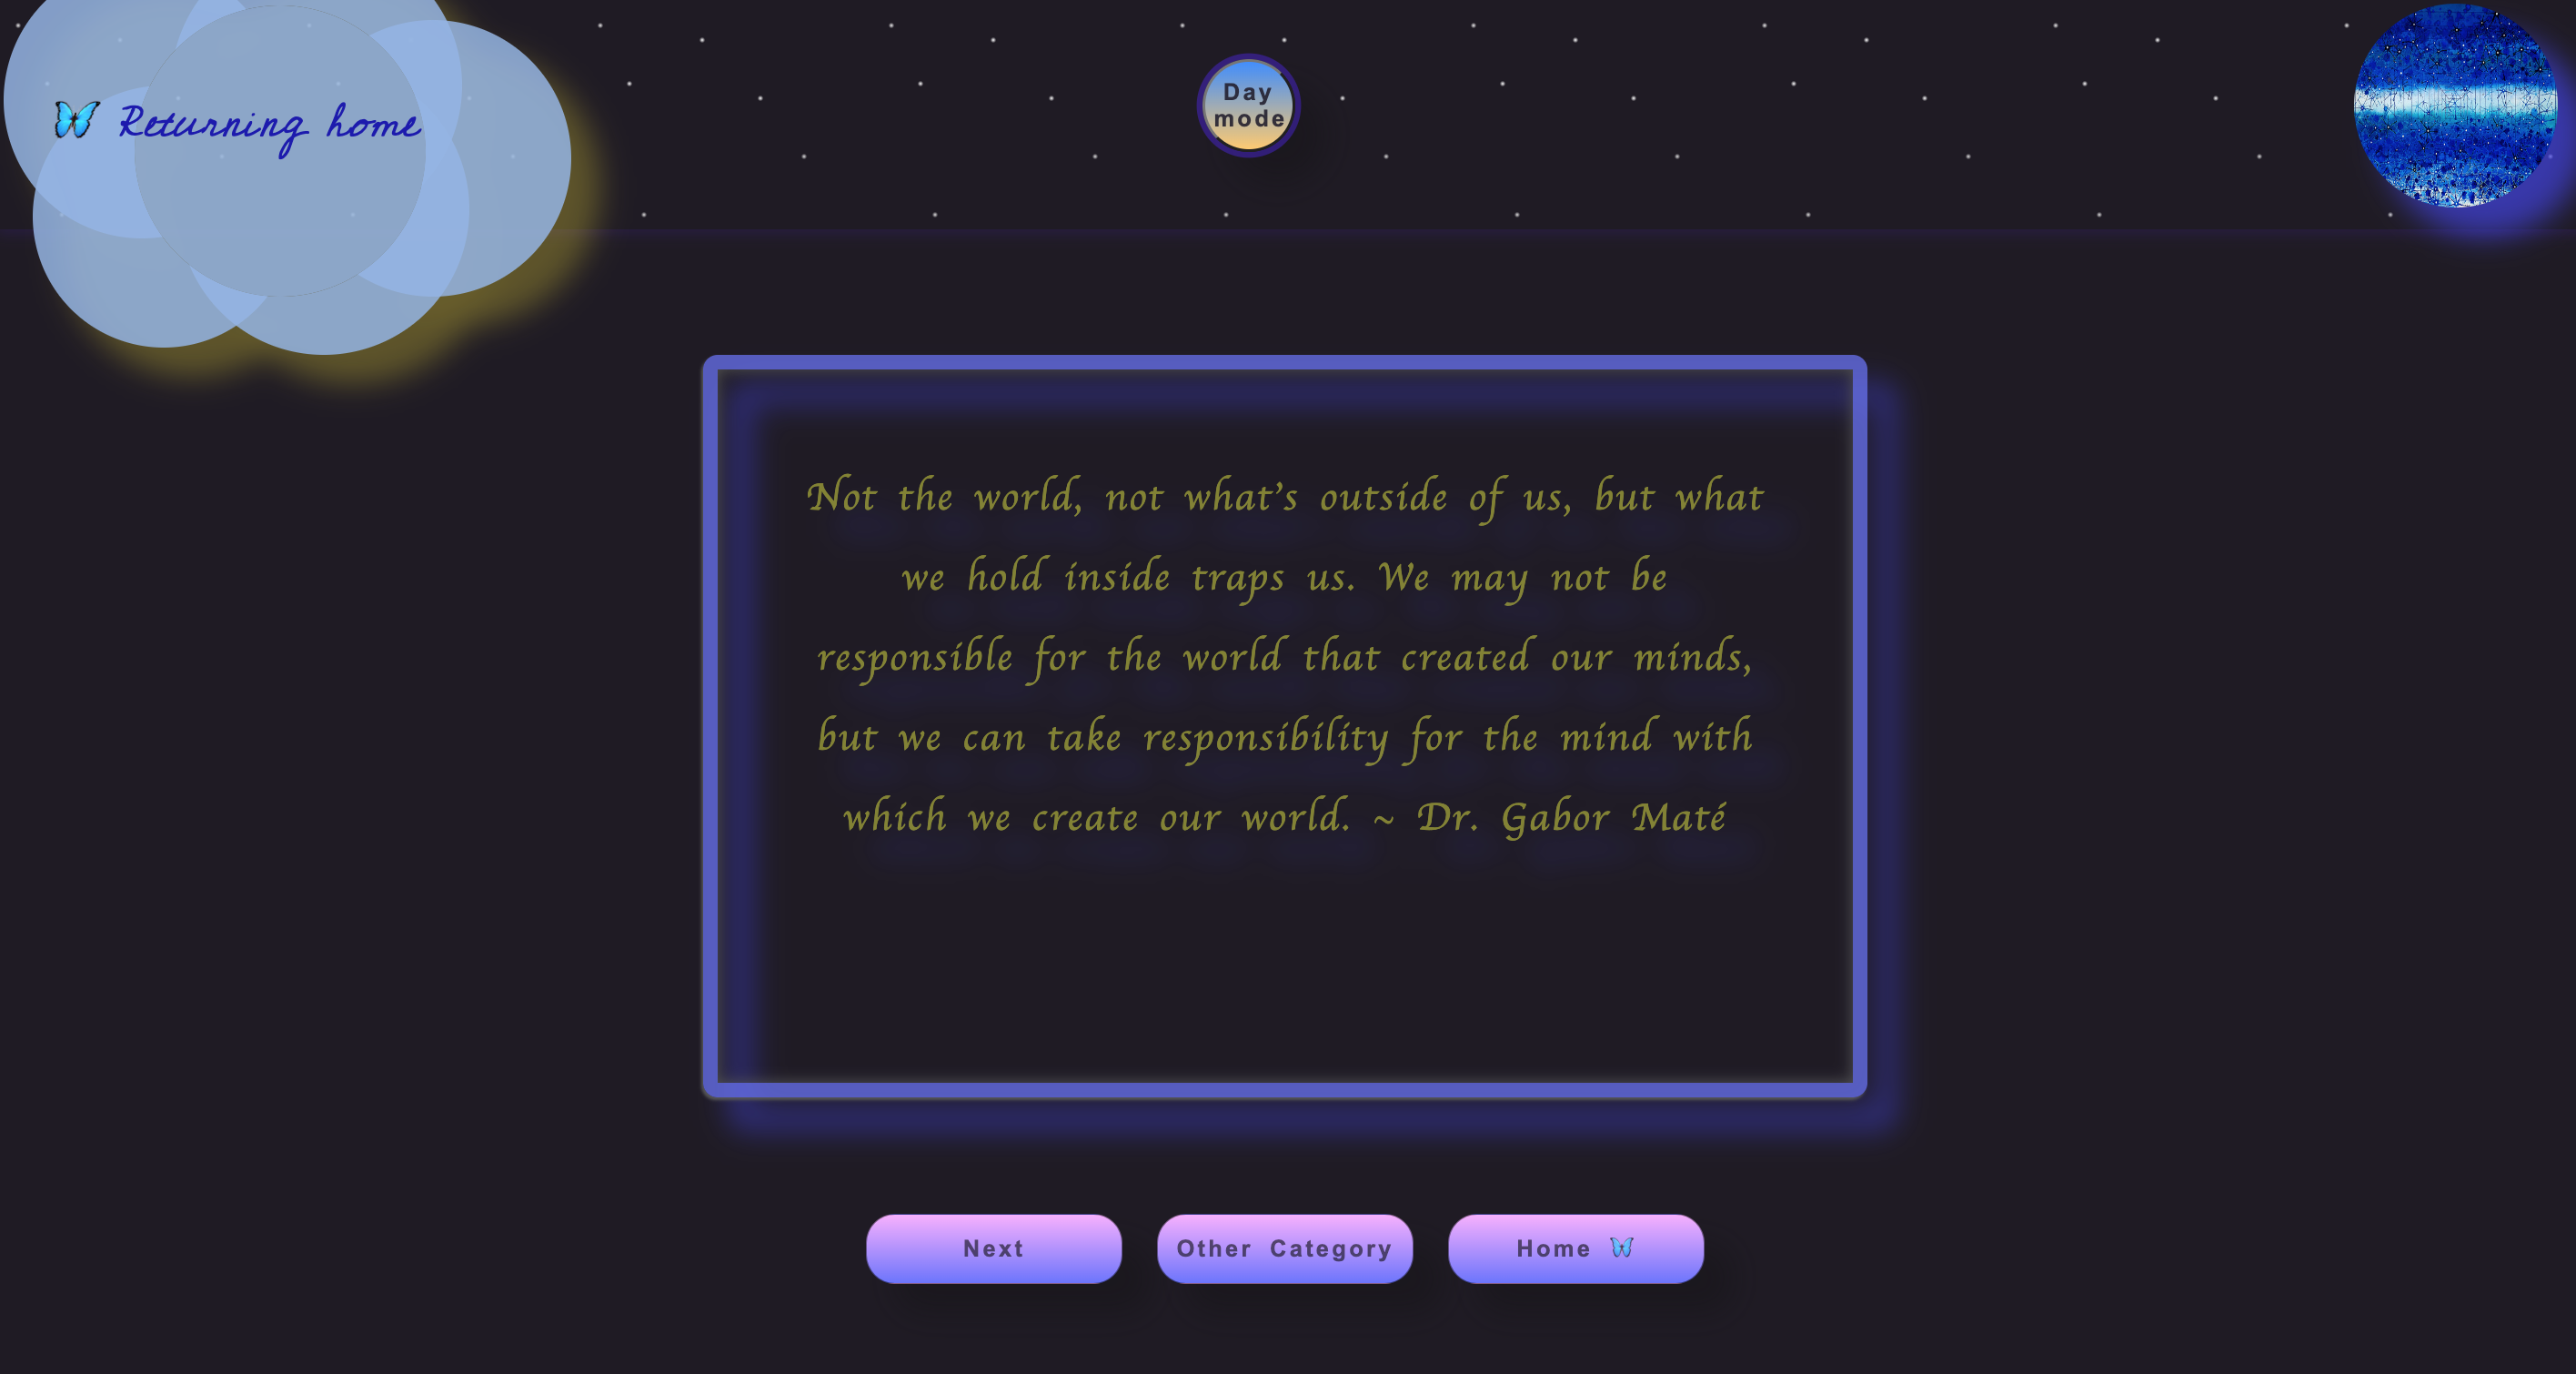 🦋 Returning home
Day
mode
Not the world, not what's outside of us, but what
we hold inside traps us. We may not be
responsible for the world that created our minds,
but we can take responsibility for the mind with
which we create our world. ~ Dr. Gabor Maté
Next
Other Category
Home 🦋